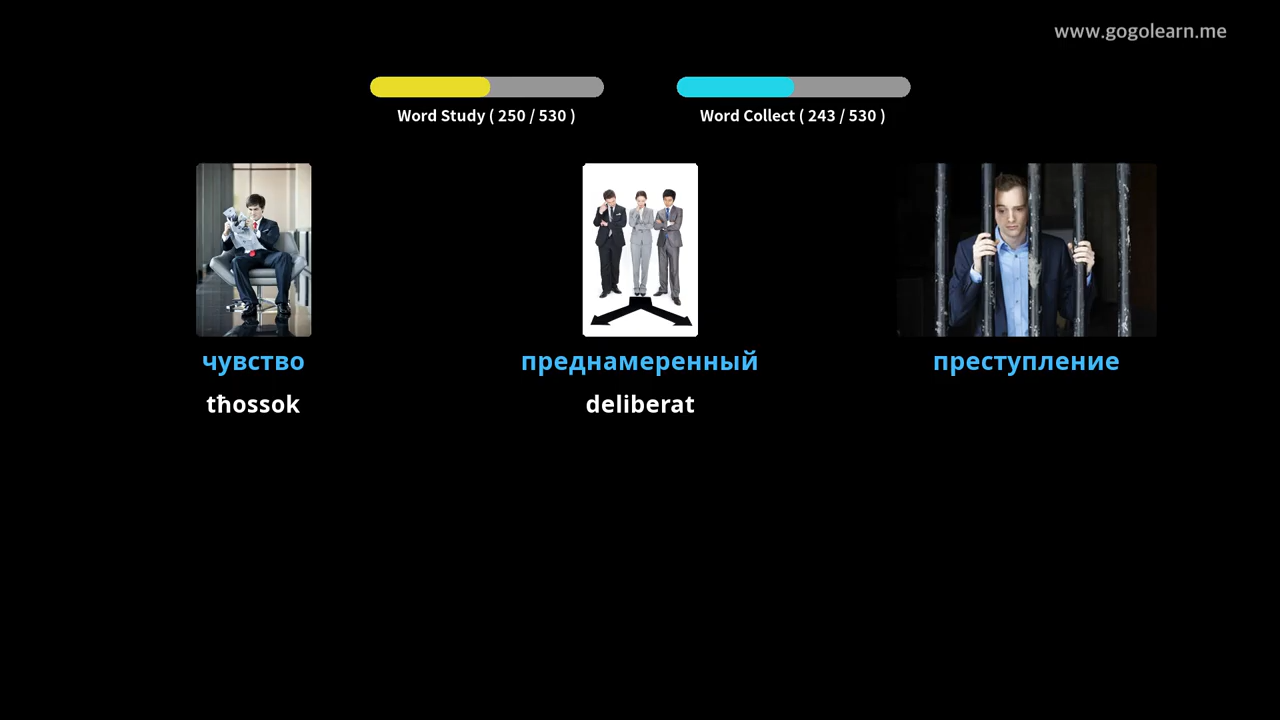 www.gogolearn.me
Word Study ( 250 / 530 )
Word Collect ( 243 / 530 )
чувство
преднамеренный
преступление
tħossok
deliberat